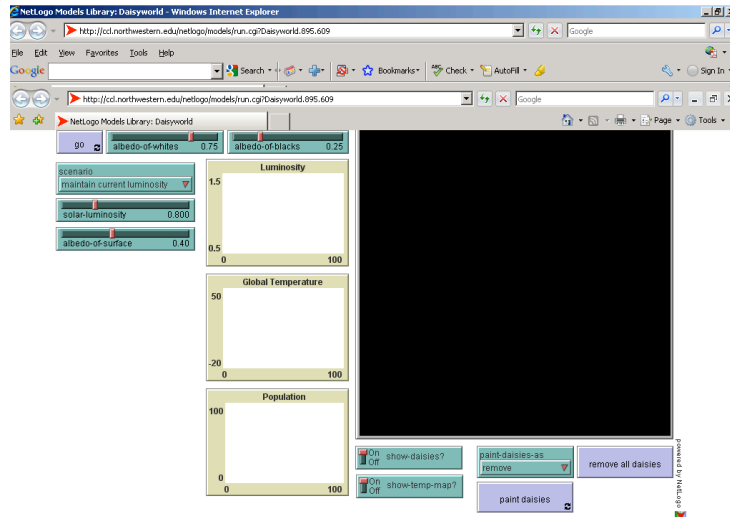 NetLogo Models Library: Daisyworld - Windows Internet Explorer
http://ccl.northwestern.edu/netlogo/models/run.cgi?Daisyworld.895.609
Google
File Edit View Favorites Tools Help
Google Search Bookmarks Check AutoFill Sign In
http://ccl.northwestern.edu/netlogo/models/run.cgi?Daisyworld.895.609
Google
NetLogo Models Library: Daisyworld
Page Tools
go
albedo-of-whites 0.75
albedo-of-blacks 0.25
scenario
maintain current luminosity
solar-luminosity 0.800
albedo-of-surface 0.40
Luminosity
1.5
0.5
0 100
Global Temperature
50
-20
0 100
Population
100
0
0 100
On
Off
show-daisies?
On
Off
show-temp-map?
paint-daisies-as
remove
remove all daisies
paint daisies
powered by NetLogo